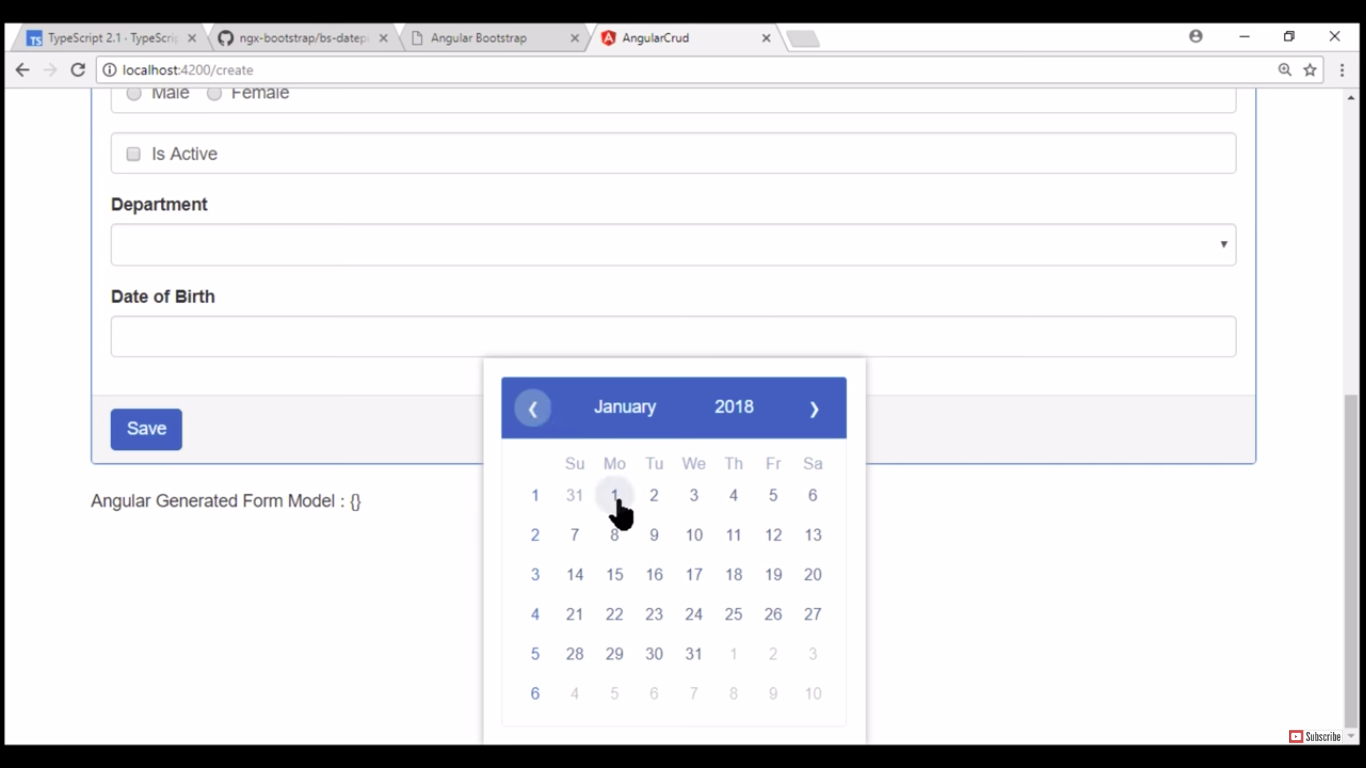 TypeScript 2.1 · TypeScrip
ngx-bootstrap/bs-datepi
Angular Bootstrap
AngularCrud
localhost:4200/create
Male Female
Is Active
Department
Date of Birth
January 2018
Save
Su Mo Tu We Th Fr Sa
1 31 1 2 3 4 5 6
Angular Generated Form Model : {}
2 7 8 9 10 11 12 13
3 14 15 16 17 18 19 20
4 21 22 23 24 25 26 27
5 28 29 30 31 1 2 3
6 4 5 6 7 8 9 10
Subscribe